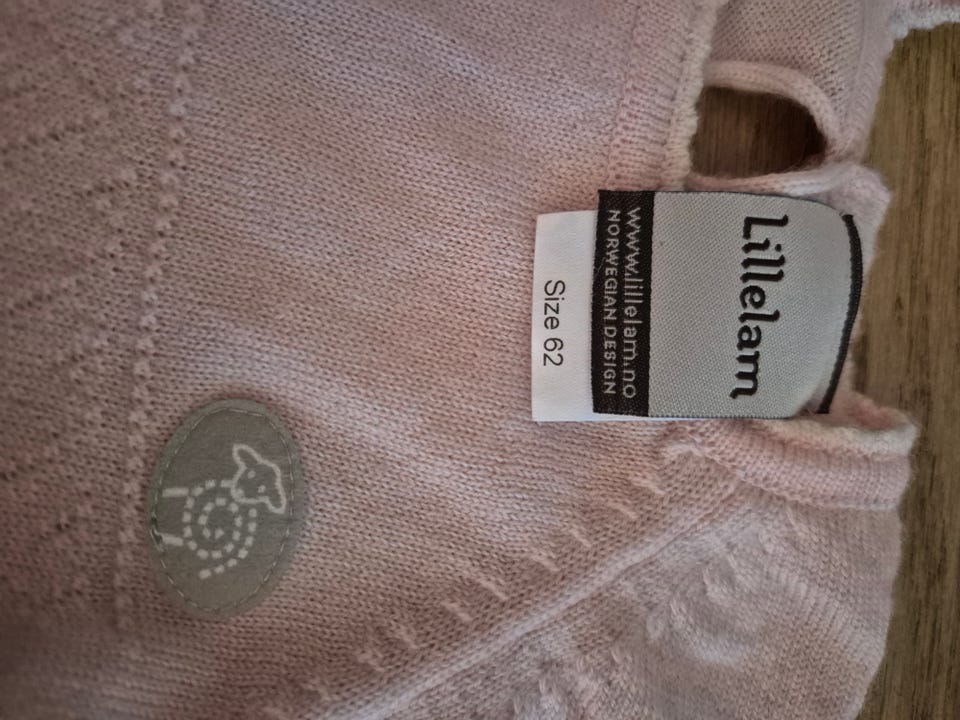 Lillelam
www.lillelam.no
NORWEGIAN DESIGN
Size 62